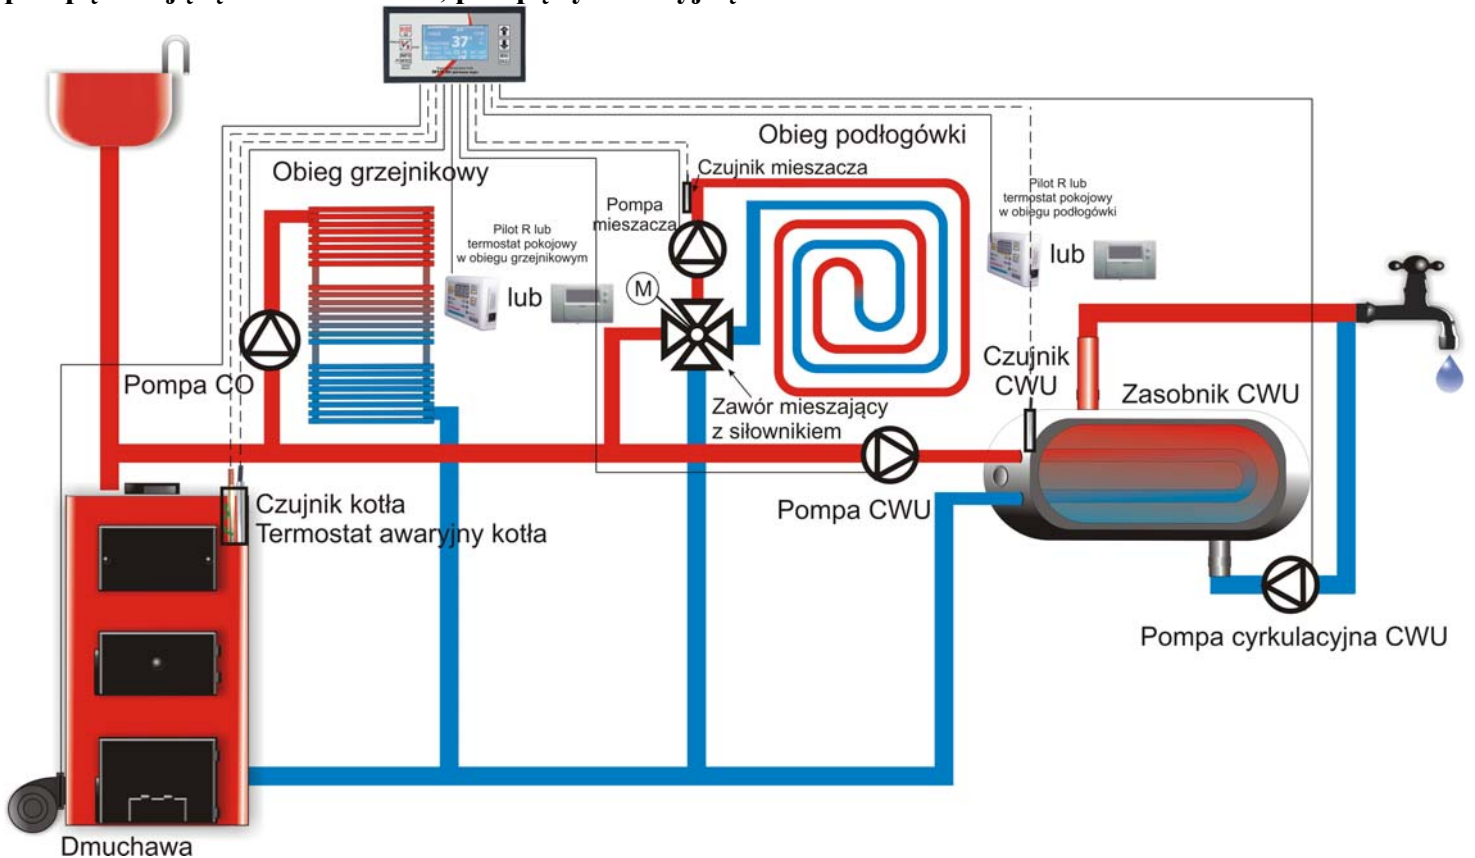 37°
Obieg podłogówki
Obieg grzejnikowy
Czujnik mieszacza
Pompa
mieszacza
Pilot R lub
termostat pokojowy
w obiegu podłogówki
Pilot R lub
termostat pokojowy
w obiegu grzejnikowym
lub
lub
M
Pompa CO
Czujnik
CWU
Zasobnik CWU
Zawór mieszający
z siłownikiem
Pompa CWU
Czujnik kotła
Termostat awaryjny kotła
Pompa cyrkulacyjna CWU
Dmuchawa